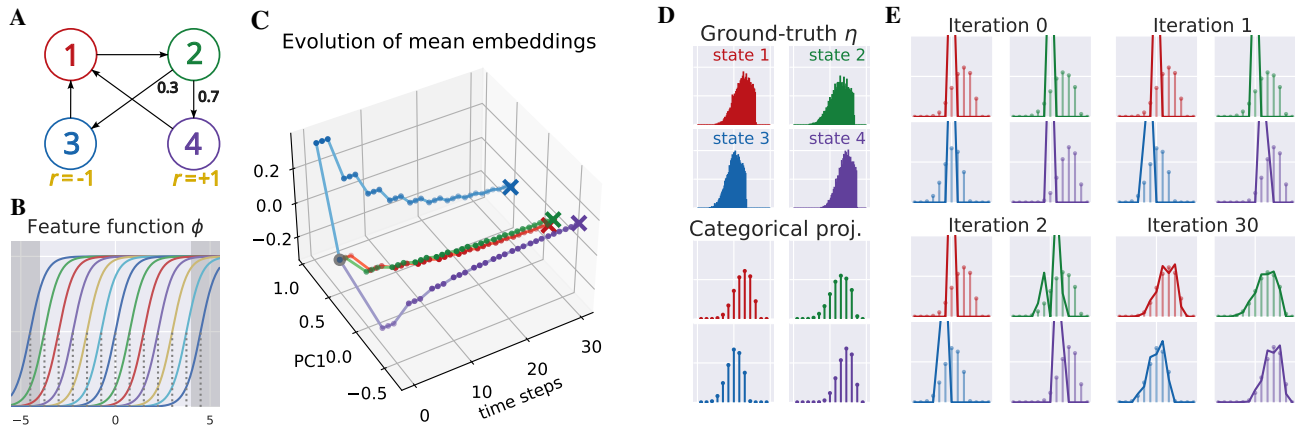 A
1
2
0.3
0.7
3
4
r=-1
r=+1
B
Feature function ϕ
−5
0
5
C
Evolution of mean embeddings
0.2
0.0
−0.2
1.0
0.5
0.0
−0.5
PC1
0
10
20
30
time steps
D
Ground-truth η
state 1
state 2
state 3
state 4
Categorical proj.
E
Iteration 0
Iteration 1
Iteration 2
Iteration 30